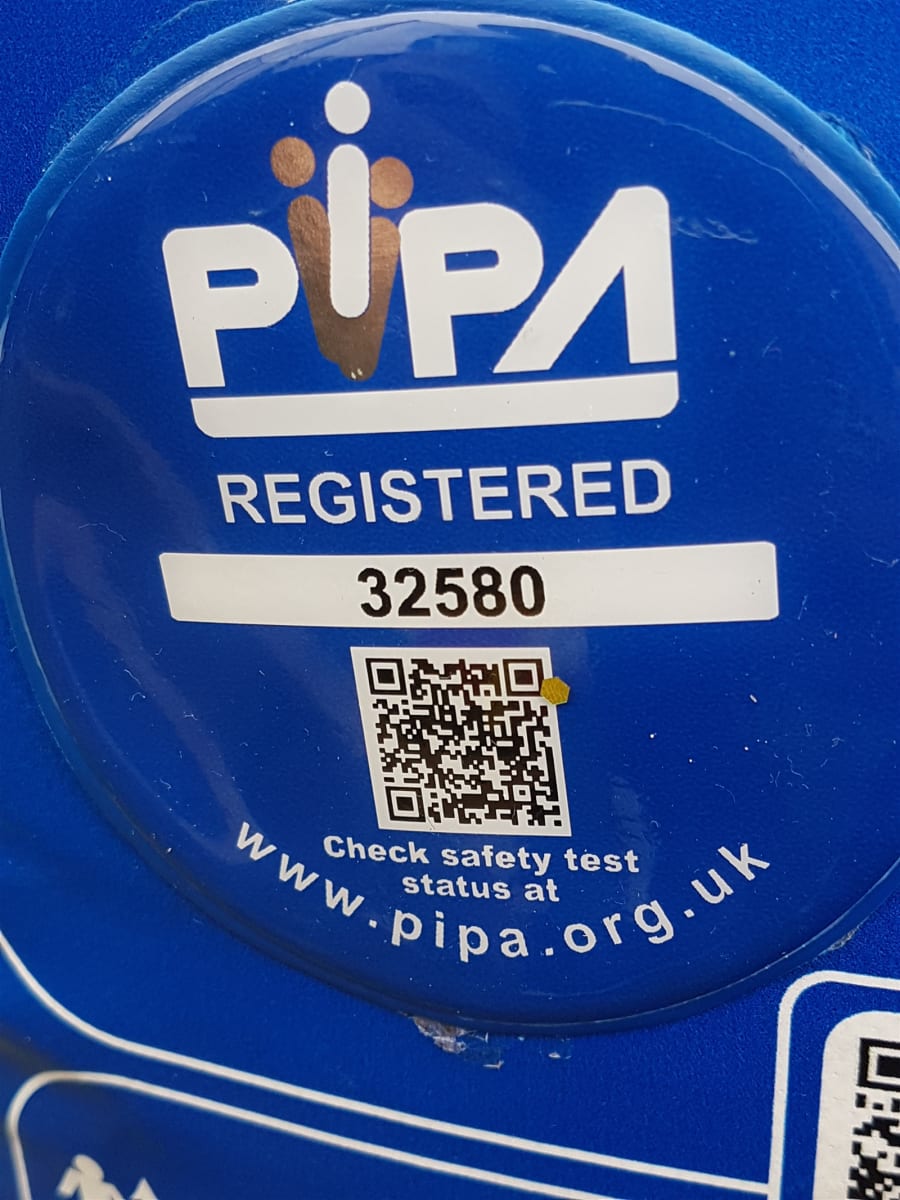 PiPA
REGISTERED
32580
Check safety test
status at
www.pipa.org.uk